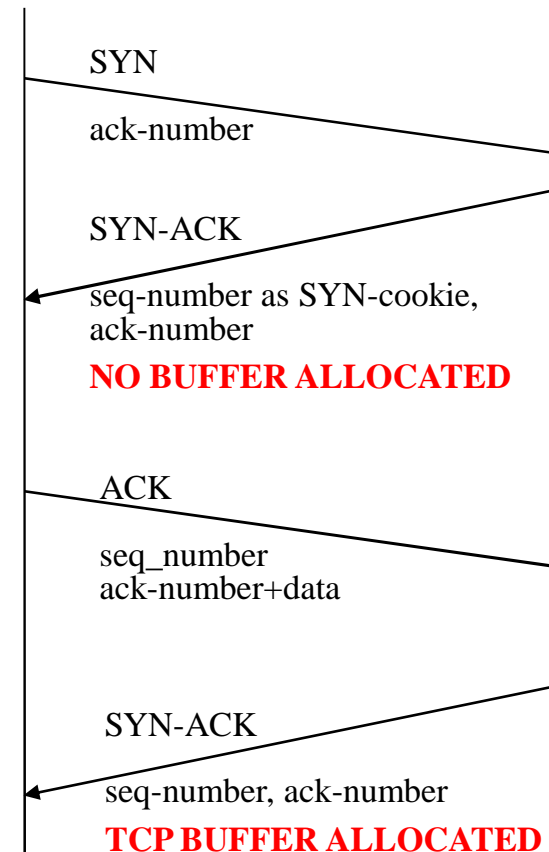 SYN
ack-number
SYN-ACK
seq-number as SYN-cookie,
ack-number
NO BUFFER ALLOCATED
ACK
seq_number
ack-number+data
SYN-ACK
seq-number, ack-number
TCP BUFFER ALLOCATED